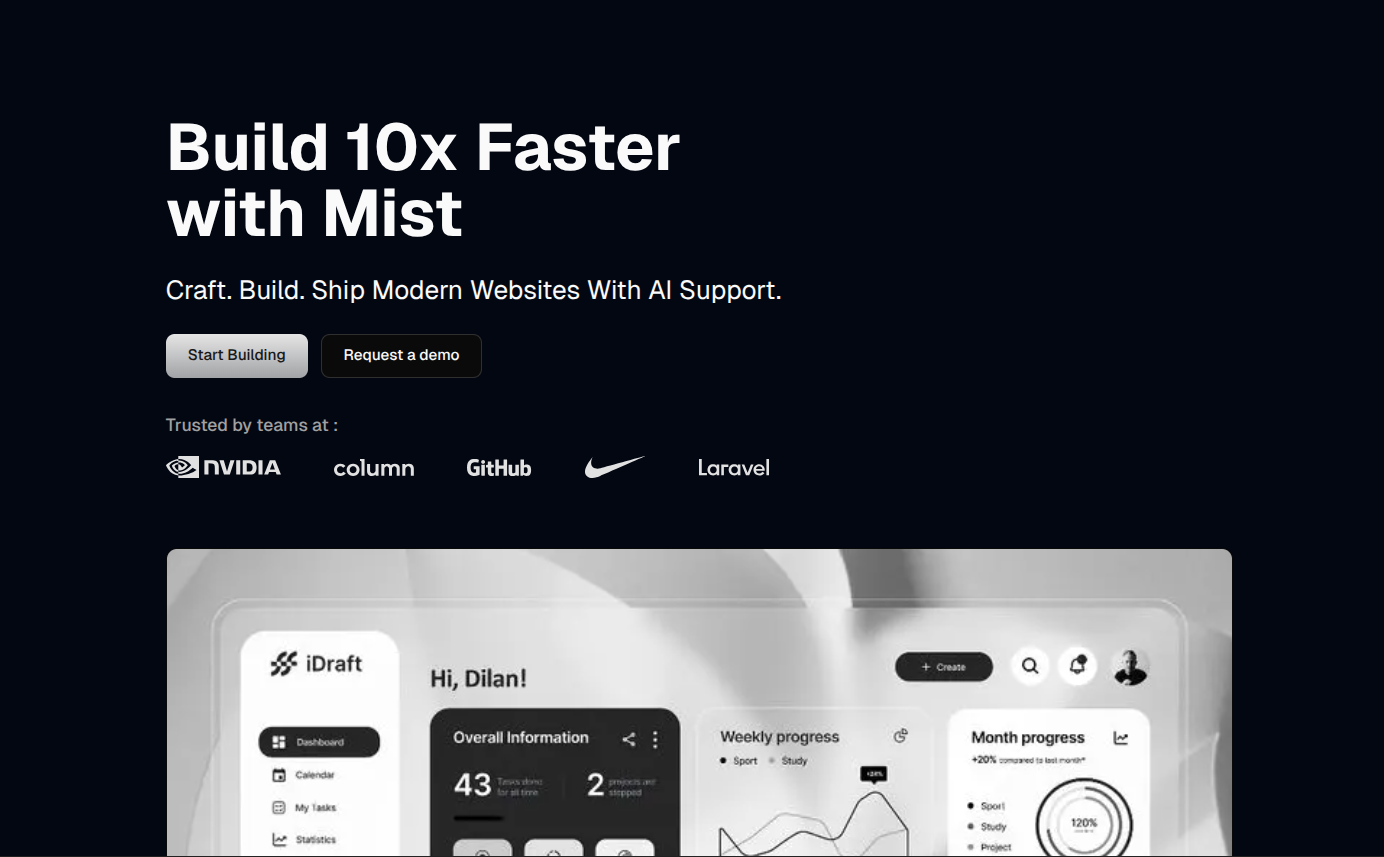 Build 10x Faster
with Mist
Craft. Build. Ship Modern Websites With AI Support.
Start Building
Request a demo
Trusted by teams at :
NVIDIA
column
GitHub
Laravel
iDraft
Hi, Dilan!
+ Create
Dashboard
Calendar
My Tasks
Statistics
Overall Information
43 Tasks done
for all time
2 projects are
stopped
Weekly progress
Sport Study
+24%
Month progress
+20% compared to last month*
Sport
Study
Project
120%